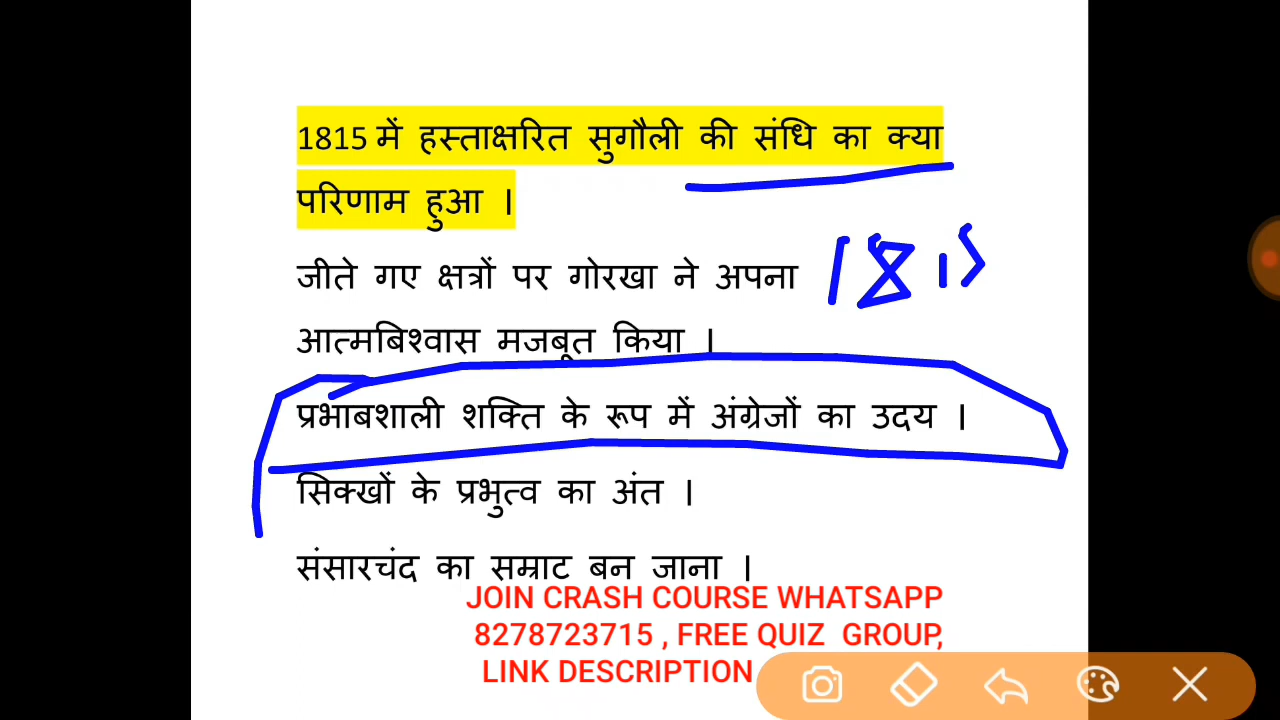 1815 में हस्ताक्षरित सुगौली की संधि का क्या
परिणाम हुआ ।
जीते गए क्षत्रों पर गोरखा ने अपना
1815
आत्मबिश्वास मजबूत किया ।
प्रभाबशाली शक्ति के रूप में अंग्रेजों का उदय ।
सिक्खों के प्रभुत्व का अंत ।
संसारचंद का सम्राट बन जाना ।
JOIN CRASH COURSE WHATSAPP
8278723715 , FREE QUIZ GROUP,
LINK DESCRIPTION